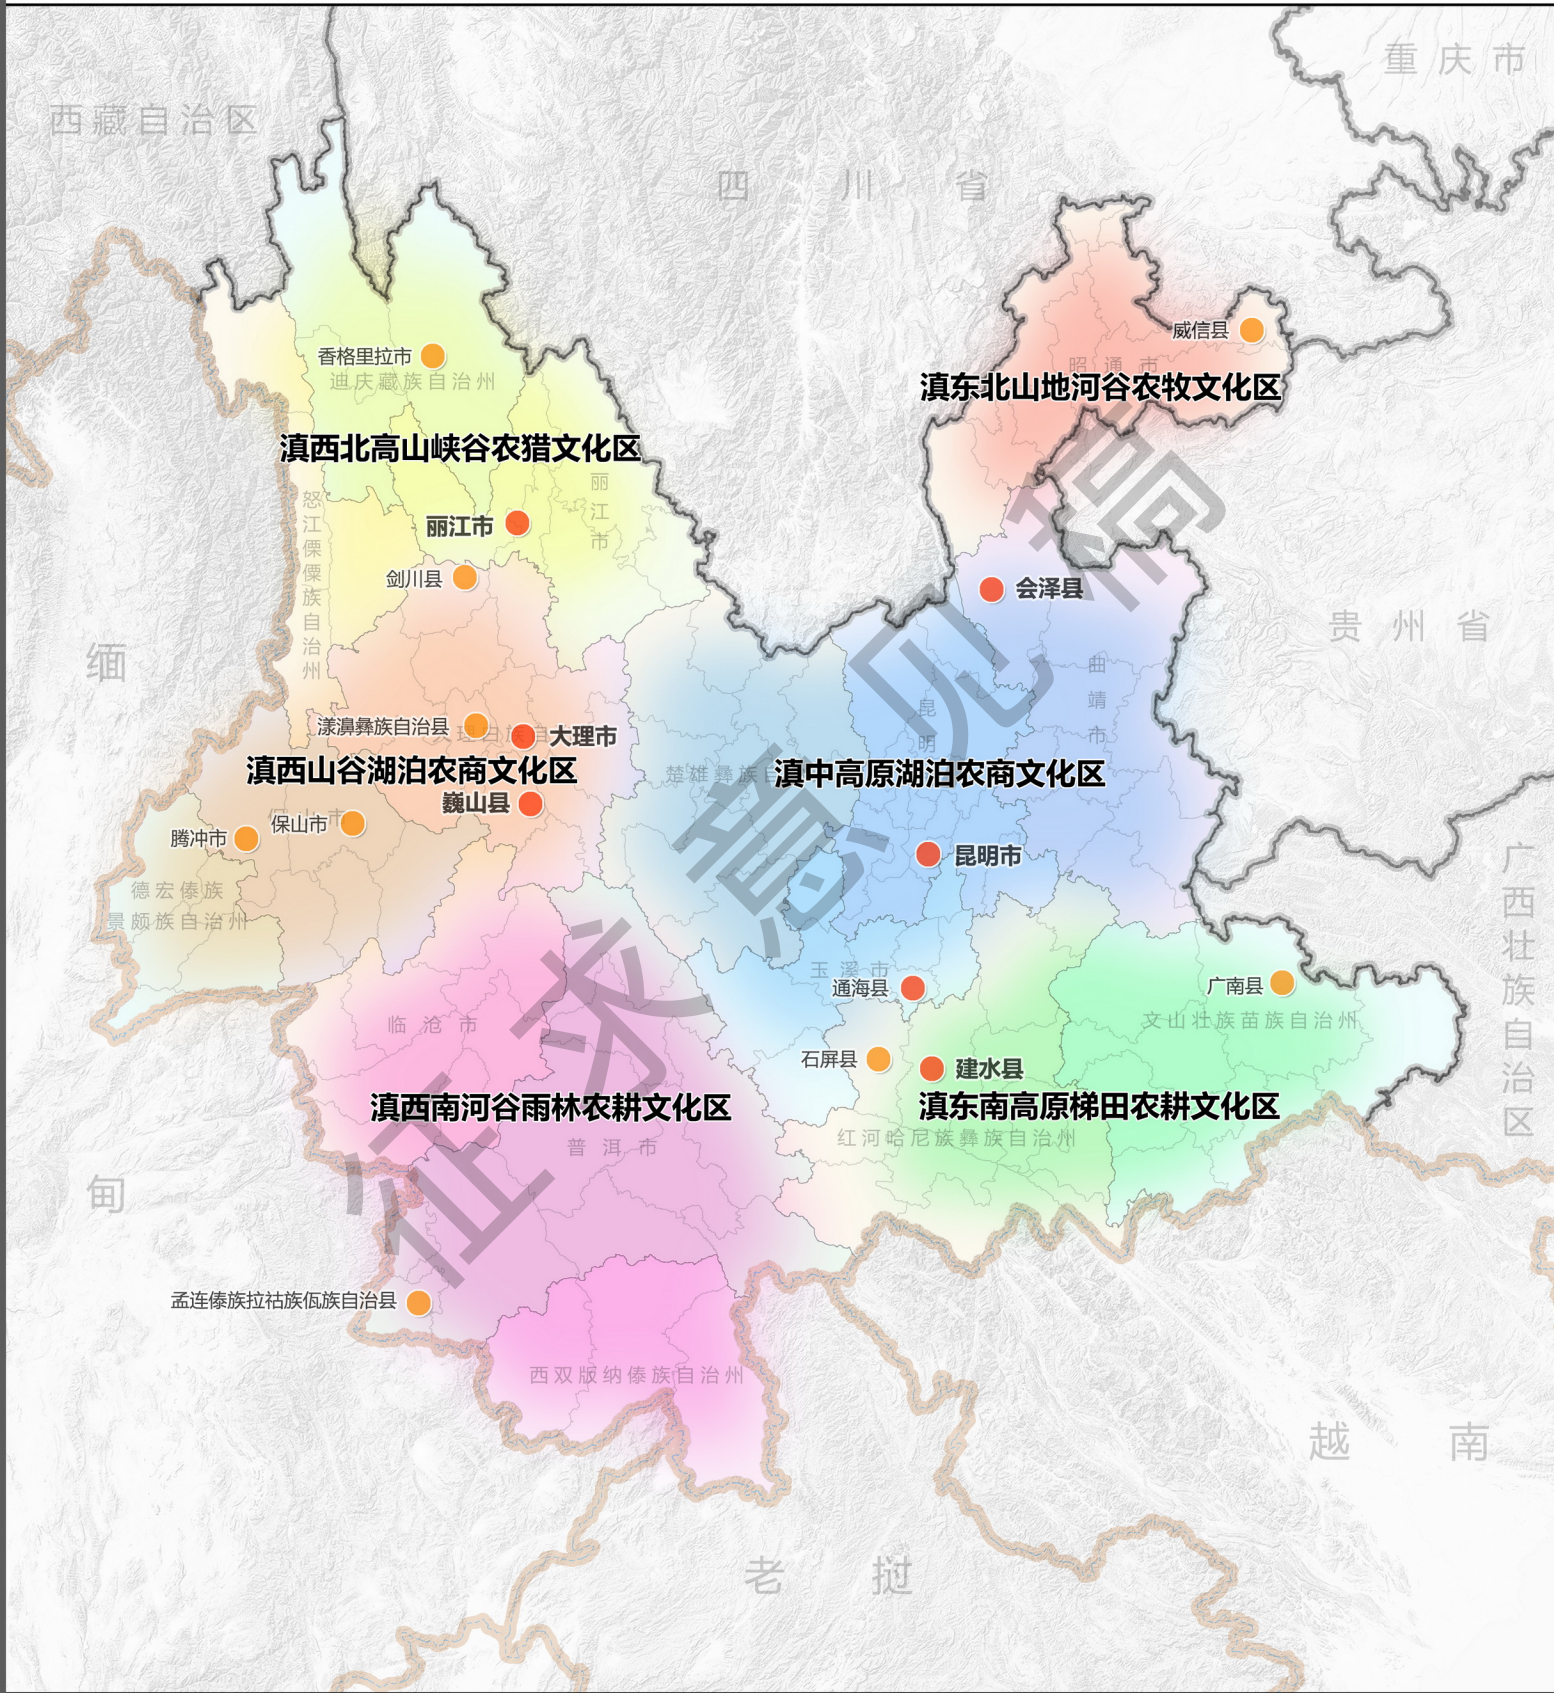 重庆市
西藏自治区
四川省
威信县
昭通市
滇东北山地河谷农牧文化区
香格里拉市
迪庆藏族自治州
滇西北高山峡谷农猎文化区
丽江市
怒江傈僳族自治州
丽江市
剑川县
会泽县
贵州省
缅
曲靖市
昆明
漾濞彝族自治县
大理白族自
大理市
滇西山谷湖泊农商文化区
楚雄彝族自
滇中高原湖泊农商文化区
巍山县
保山市
市
腾冲市
昆明市
德宏傣族
景颇族自治州
广西壮族自治区
玉溪市
通海县
广南县
文山壮族苗族自治州
临沧市
石屏县
建水县
滇西南河谷雨林农耕文化区
滇东南高原梯田农耕文化区
普洱市
红河哈尼族彝族自治州
甸
孟连傣族拉祜族佤族自治县
西双版纳傣族自治州
越南
老挝
征求意见稿